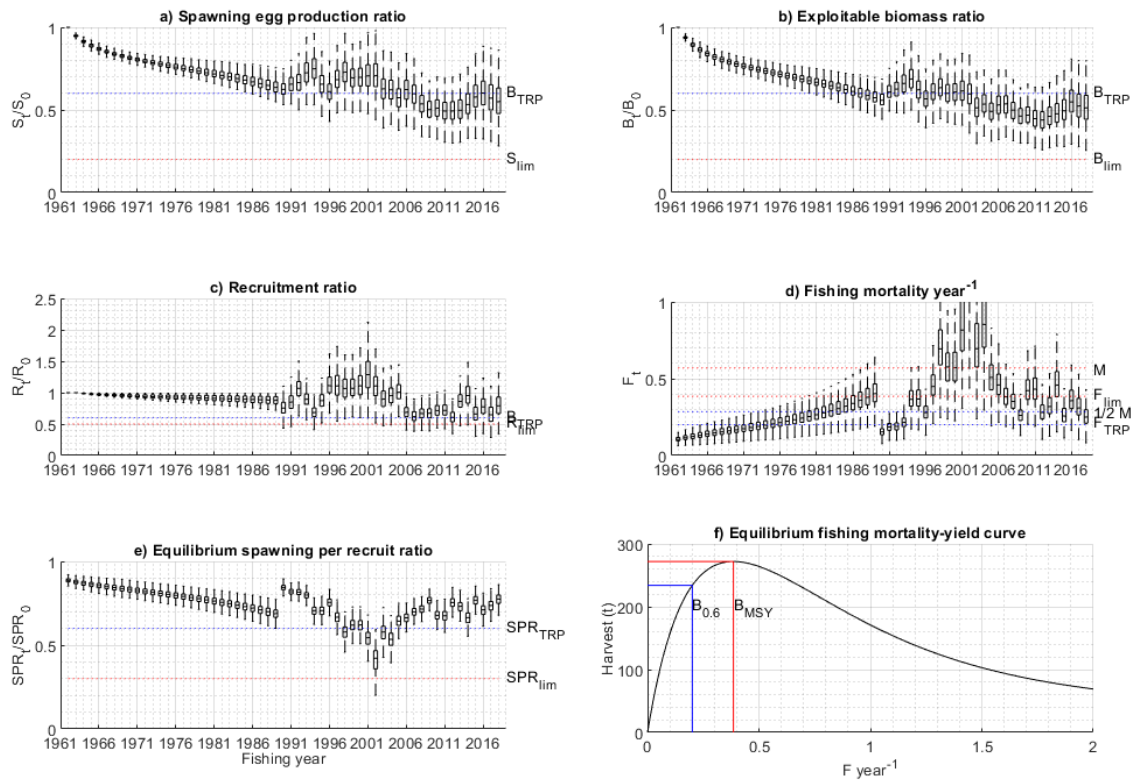 a) Spawning egg production ratio
1
0.5
1
S_t/S_0
B_TRP
S_lim
1961 1966 1971 1976 1981 1986 1991 1996 2001 2006 2011 2016
b) Exploitable biomass ratio
1
0.5
1
B_t/B_0
B_TRP
B_lim
1961 1966 1971 1976 1981 1986 1991 1996 2001 2006 2011 2016
c) Recruitment ratio
2.5
2
1.5
1
0.5
1
R_t/R_0
B_TRP
R_lim
1961 1966 1971 1976 1981 1986 1991 1996 2001 2006 2011 2016
d) Fishing mortality year^-1
1
0.5
1
F_t
M
F_lim
1/2 M
F_TRP
1961 1966 1971 1976 1981 1986 1991 1996 2001 2006 2011 2016
e) Equilibrium spawning per recruit ratio
1
0.5
1
SPR_t/SPR_0
SPR_TRP
SPR_lim
1961 1966 1971 1976 1981 1986 1991 1996 2001 2006 2011 2016
Fishing year
f) Equilibrium fishing mortality-yield curve
300
200
100
0
Harvest (t)
B_0.6
B_MSY
0 0.5 1 1.5 2
F year^-1